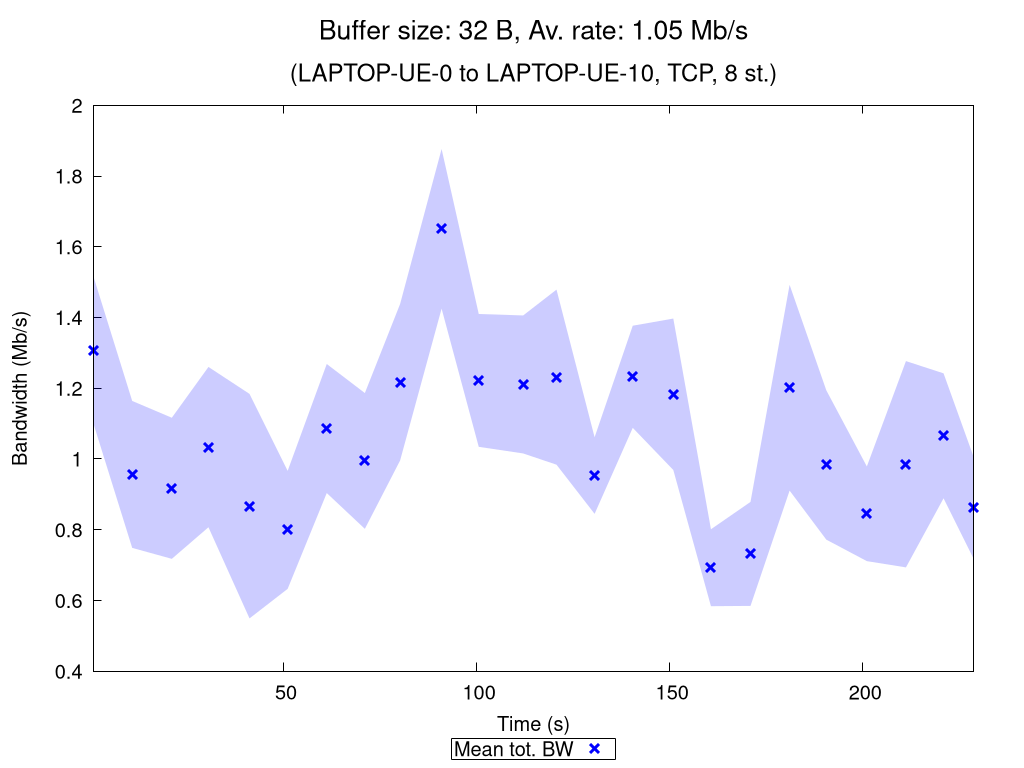 Buffer size: 32 B, Av. rate: 1.05 Mb/s
(LAPTOP-UE-0 to LAPTOP-UE-10, TCP, 8 st.)
2
1.8
1.6
1.4
1.2
1
0.8
0.6
0.4
Bandwidth (Mb/s)
50 100 150 200
Time (s)
Mean tot. BW